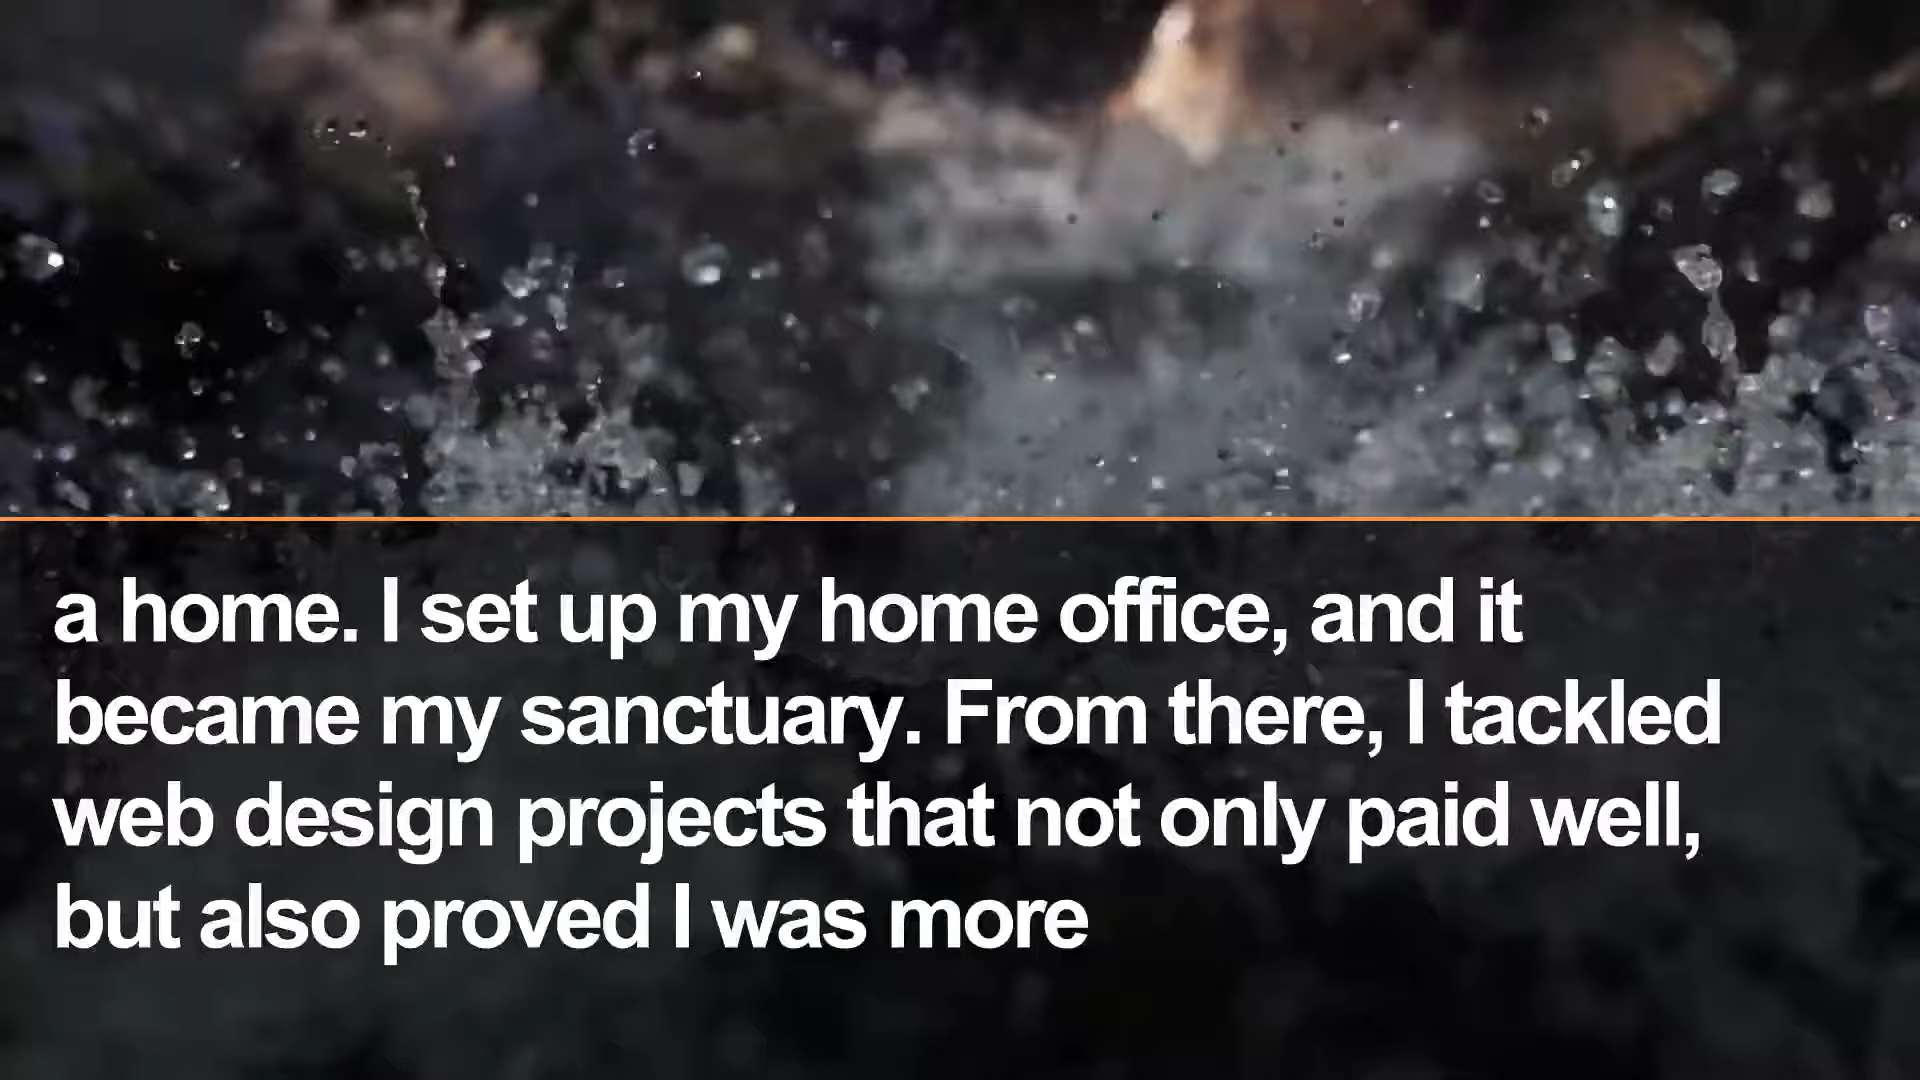 a home. I set up my home office, and it
became my sanctuary. From there, I tackled
web design projects that not only paid well,
but also proved I was more